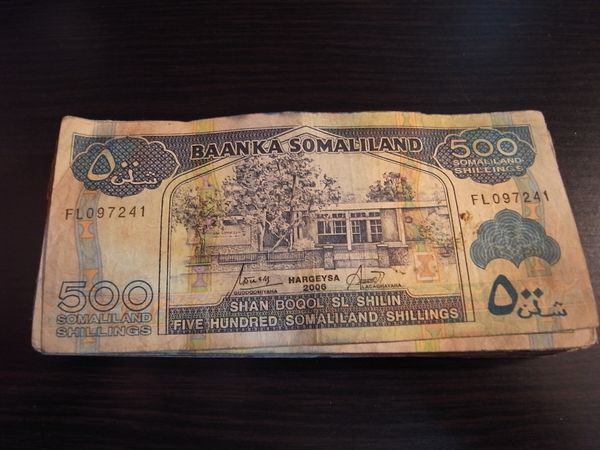 BAANKA SOMALILAND
٥٠٠
شلن
500
SOMALILAND
SHILLINGS
FL097241
FL097241
500
SOMALILAND
SHILLINGS
HARGEYSA
2006
GUDDOOMIYAHA
SHAN BOQOL SL SHILIN
FIVE HUNDRED SOMALILAND SHILLINGS
٥٠٠
شلن